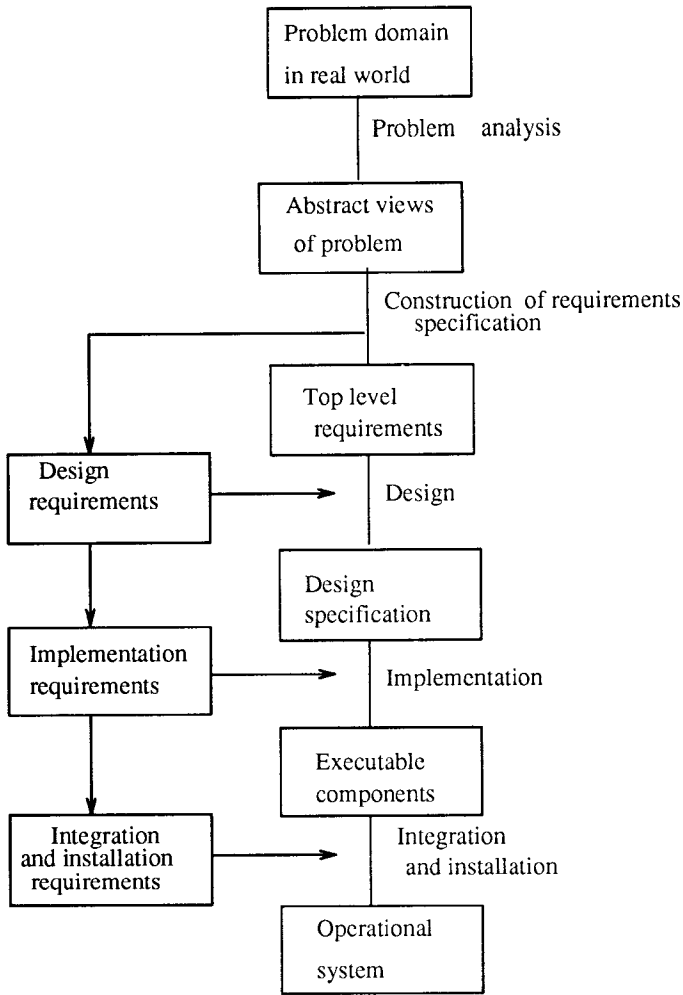 Problem domain
in real world
Problem analysis
Abstract views
of problem
Construction of requirements
specification
Top level
requirements
Design
requirements
Design
Design
specification
Implementation
requirements
Implementation
Executable
components
Integration
and installation
requirements
Integration
and installation
Operational
system